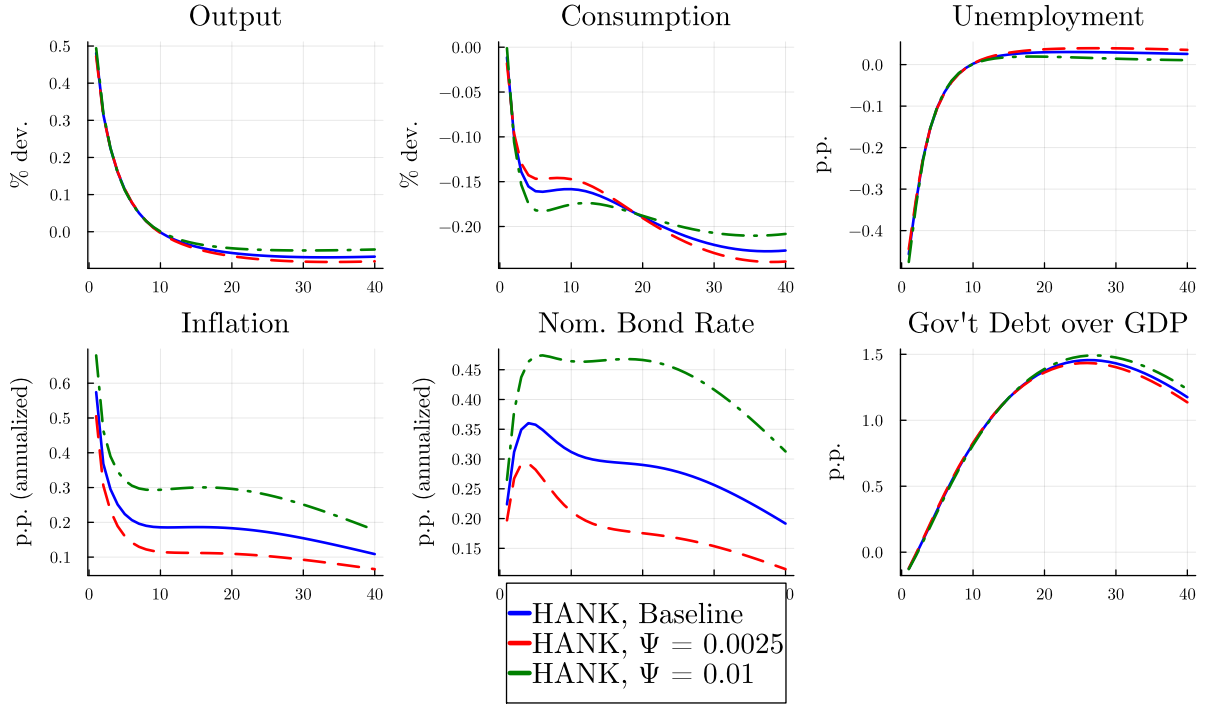 Output
Consumption
Unemployment
% dev.
0.5
0.4
0.3
0.2
0.1
0.0
0 10 20 30 40
% dev.
0.00
−0.05
−0.10
−0.15
−0.20
0 10 20 30 40
p.p.
0.0
−0.1
−0.2
−0.3
−0.4
0 10 20 30 40
Inflation
Nom. Bond Rate
Gov't Debt over GDP
p.p. (annualized)
0.6
0.5
0.4
0.3
0.2
0.1
0 10 20 30 40
p.p. (annualized)
0.45
0.40
0.35
0.30
0.25
0.20
0.15
p.p.
1.5
1.0
0.5
0.0
0 10 20 30 40
HANK, Baseline
HANK, Ψ = 0.0025
HANK, Ψ = 0.01